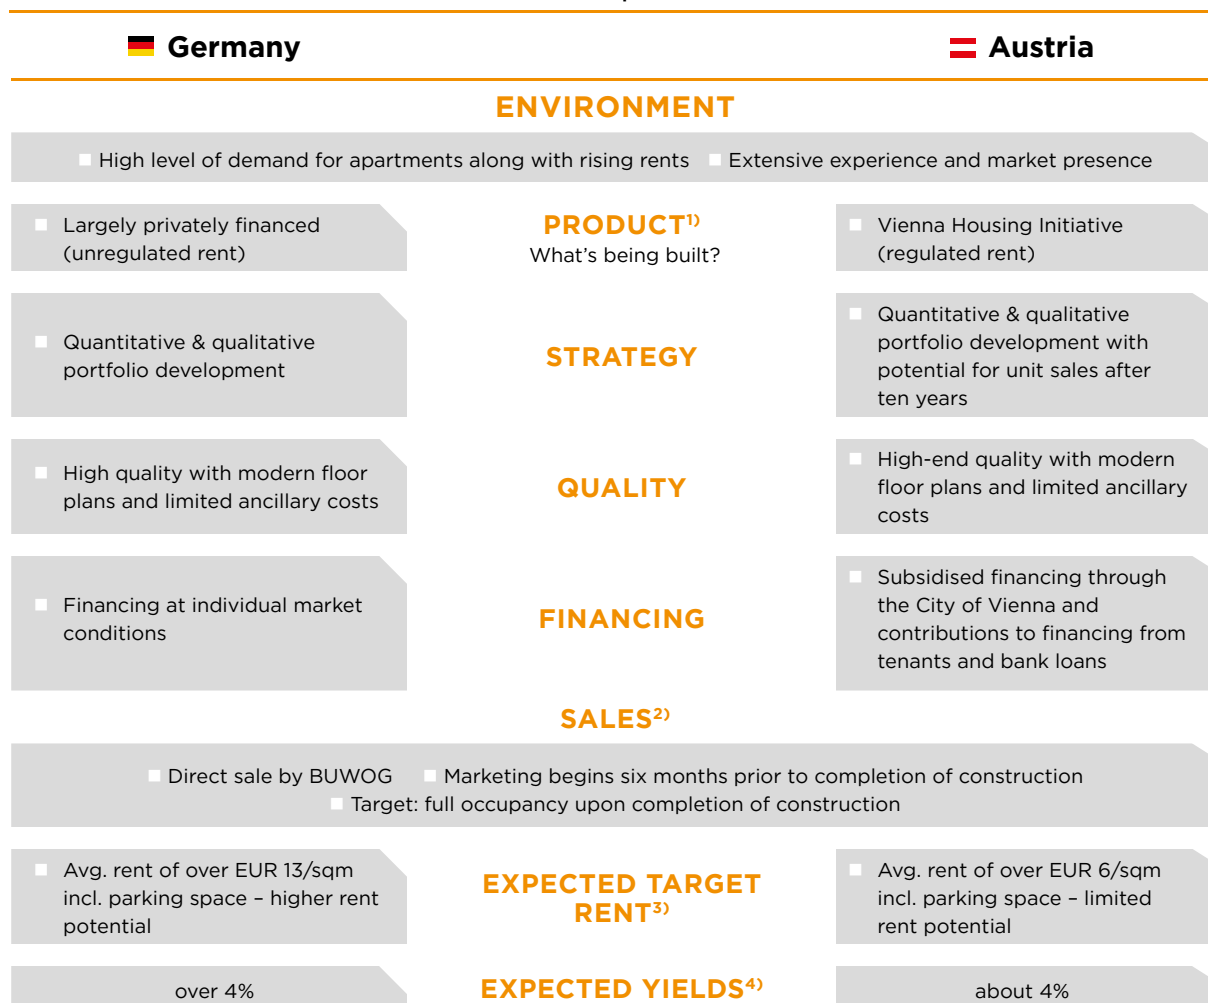 Germany
Austria
ENVIRONMENT
High level of demand for apartments along with rising rents Extensive experience and market presence
Largely privately financed
(unregulated rent)
PRODUCT1)
What's being built?
Vienna Housing Initiative
(regulated rent)
Quantitative & qualitative
portfolio development
STRATEGY
Quantitative & qualitative
portfolio development with
potential for unit sales after
ten years
High quality with modern floor
plans and limited ancillary costs
QUALITY
High-end quality with modern
floor plans and limited ancillary
costs
Financing at individual market
conditions
FINANCING
Subsidised financing through
the City of Vienna and
contributions to financing from
tenants and bank loans
SALES2)
Direct sale by BUWOG Marketing begins six months prior to completion of construction
Target: full occupancy upon completion of construction
Avg. rent of over EUR 13/sqm
incl. parking space – higher rent
potential
EXPECTED TARGET
RENT3)
Avg. rent of over EUR 6/sqm
incl. parking space – limited
rent potential
over 4%
EXPECTED YIELDS4)
about 4%